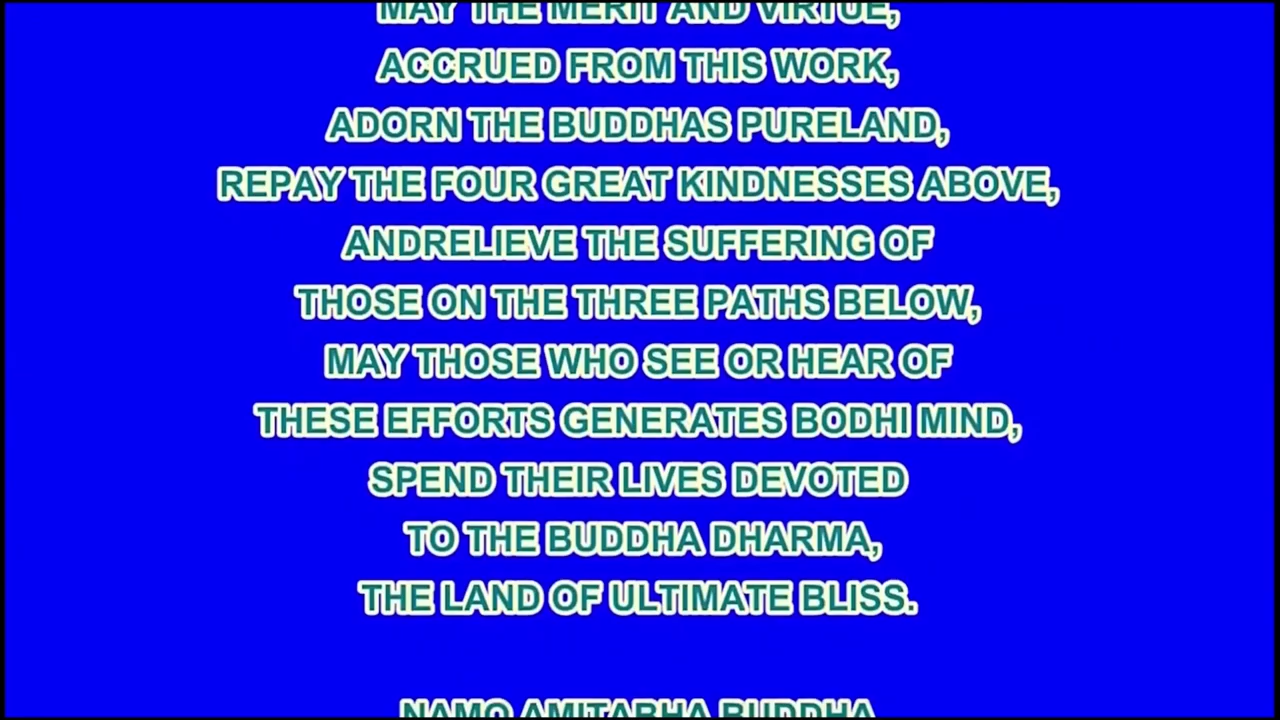 MAY THE MERIT AND VIRTUE,
ACCRUED FROM THIS WORK,
ADORN THE BUDDHAS PURELAND,
REPAY THE FOUR GREAT KINDNESSES ABOVE,
ANDRELIEVE THE SUFFERING OF
THOSE ON THE THREE PATHS BELOW,
MAY THOSE WHO SEE OR HEAR OF
THESE EFFORTS GENERATES BODHI MIND,
SPEND THEIR LIVES DEVOTED
TO THE BUDDHA DHARMA,
THE LAND OF ULTIMATE BLISS.
NAMO AMITABHA BUDDHA